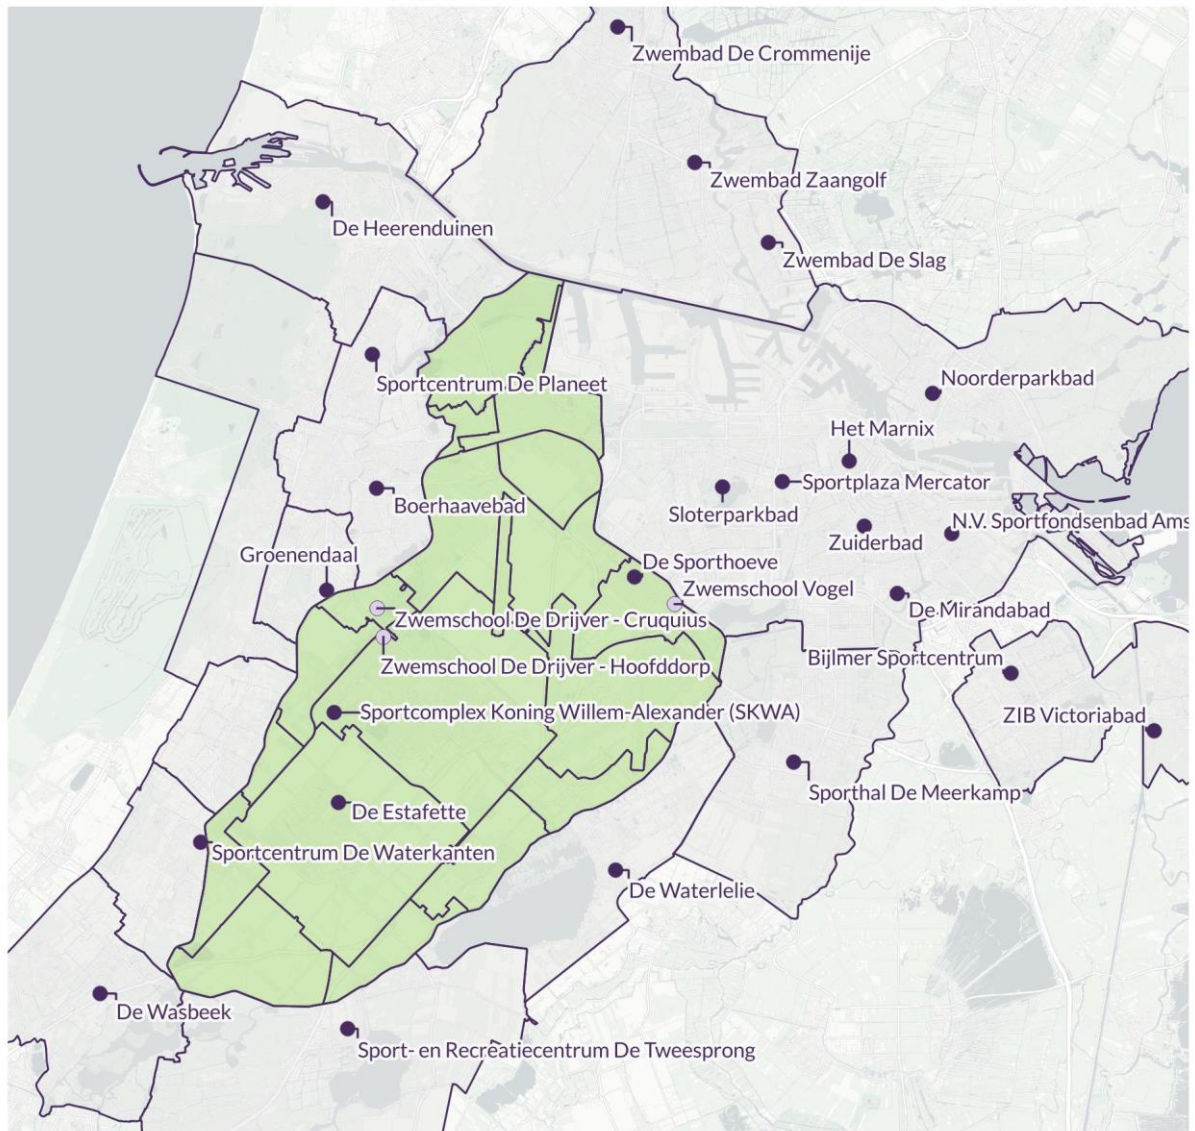 Zwembad De Crommenije
Zwembad Zaangolf
De Heerenduinen
Zwembad De Slag
Sportcentrum De Planeet
Noorderparkbad
Het Marnix
Sportplaza Mercator
Boerhaavebad
Sloterparkbad
N.V. Sportfondsenbad Ams
Zuiderbad
Groenendaal
De Sporthoeve
Zwemschool Vogel
De Mirandabad
Zwemschool De Drijver - Cruquius
Bijlmer Sportcentrum
Zwemschool De Drijver - Hoofddorp
Sportcomplex Koning Willem-Alexander (SKWA)
ZIB Victoriabad
Sporthal De Meerkamp
De Estafette
Sportcentrum De Waterkanten
De Waterlelie
De Wasbeek
Sport- en Recreatiecentrum De Tweesprong